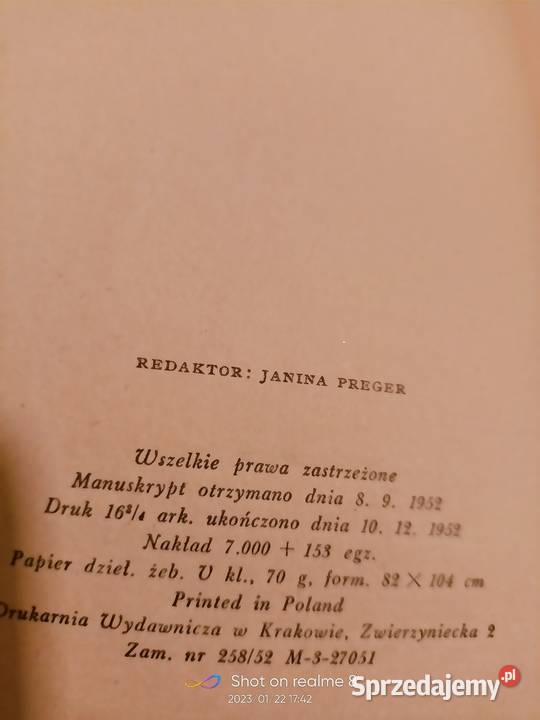 REDAKTOR: JANINA PREGER
Wszelkie prawa zastrzeżone
Manuskrypt otrzymano dnia 8. 9. 1952
Druk 16²/₄ ark. ukończono dnia 10. 12. 1952
Nakład 7.000 + 153 egz.
Papier dzieł. żeb. V kl., 70 g, form. 82 × 104 cm
Printed in Poland
Drukarnia Wydawnicza w Krakowie, Zwierzyniecka 2
Zam. nr 258/52 M-3-27051
Shot on realme 8
2023. 01. 22 17:42
Sprzedajemy.pl